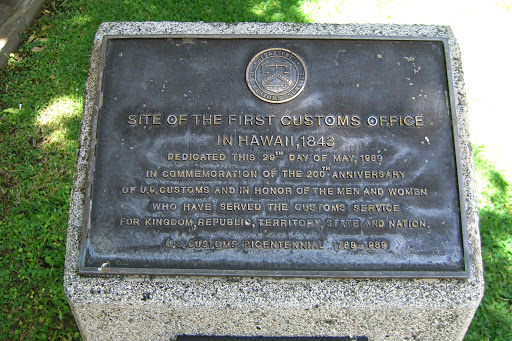 SITE OF THE FIRST CUSTOMS OFFICE
IN HAWAII, 1843
DEDICATED THIS 29TH DAY OF MAY, 1989
IN COMMEMORATION OF THE 200TH ANNIVERSARY
OF U.S. CUSTOMS AND IN HONOR OF THE MEN AND WOMEN
WHO HAVE SERVED THE CUSTOMS SERVICE
FOR KINGDOM, REPUBLIC, TERRITORY, STATE AND NATION.
U.S. CUSTOMS BICENTENNIAL 1789-1989